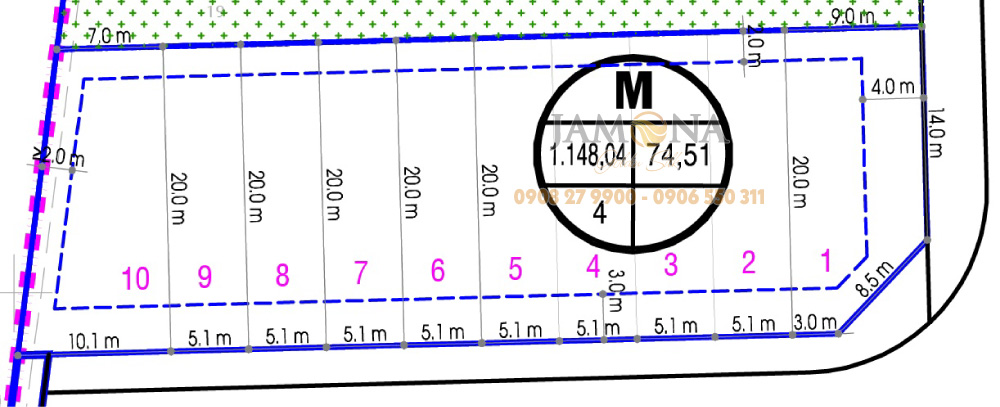 19
9.0 m
7.0 m
2.0 m
M
4.0 m
JAMONA
14.0 m
1.148,04 74,51
≥2.0 m
20.0 m 20.0 m 20.0 m 20.0 m 20.0 m 20.0 m
0908 27 9900 - 0906 550 311
4
10 9 8 7 6 5 4 3 2 1
3.0 m
8.5 m
10.1 m 5.1 m 5.1 m 5.1 m 5.1 m 5.1 m 5.1 m 5.1 m 5.1 m 3.0 m